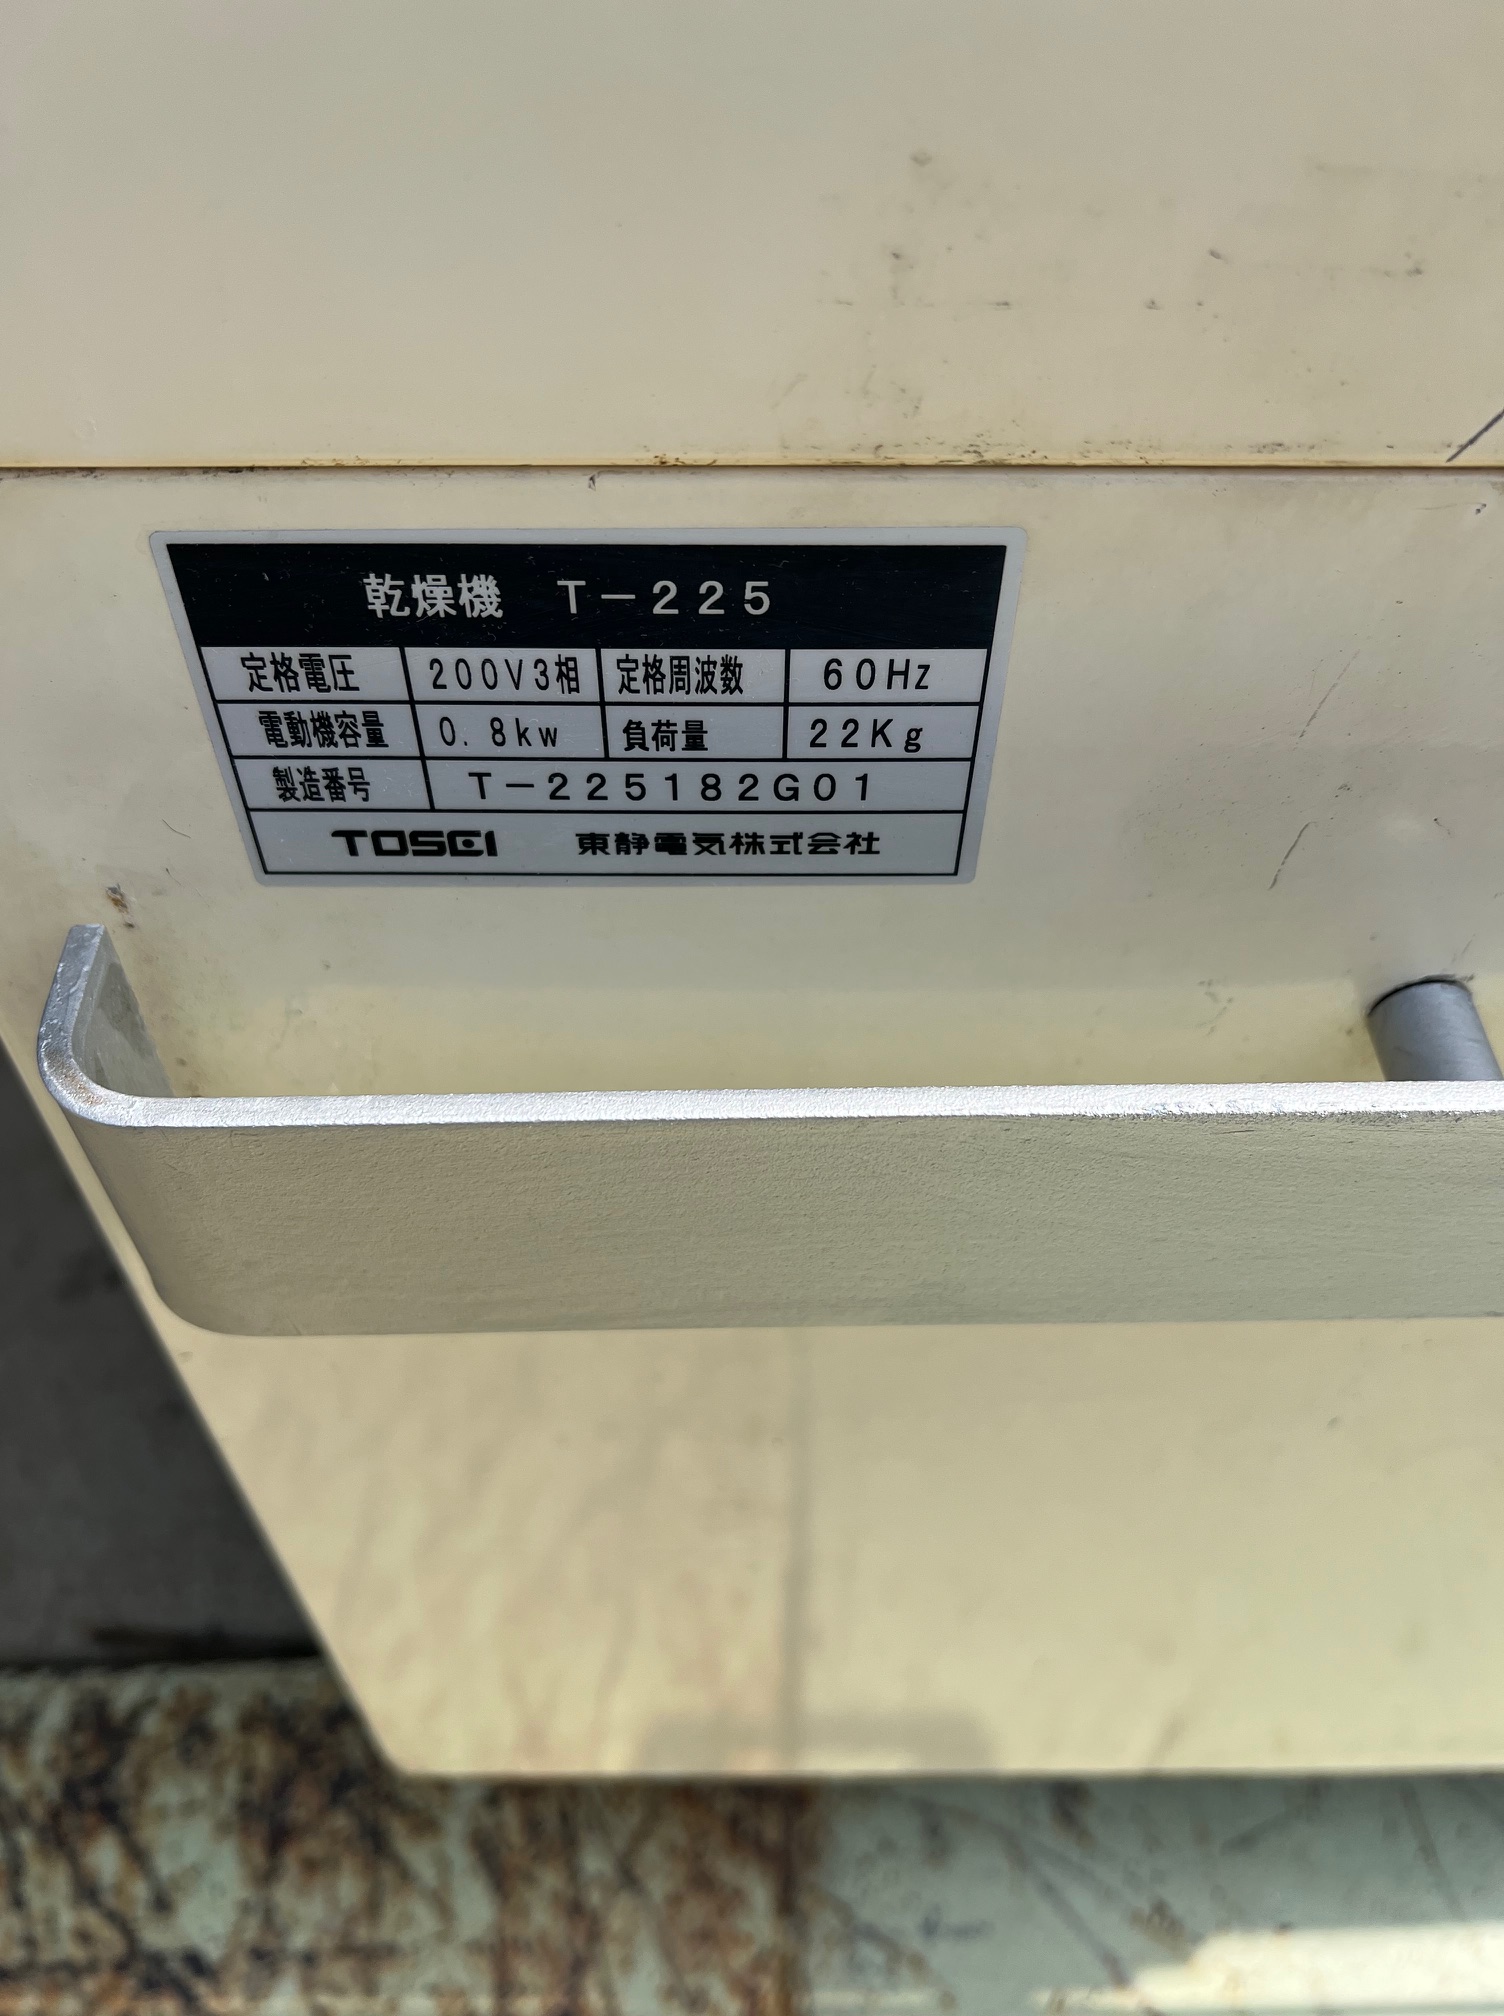 乾燥機 T-225
定格電圧 200V3相 定格周波数 60Hz
電動機容量 0.8kw 負荷量 22Kg
製造番号 T-225182G01
TOSEI 東静電気株式会社